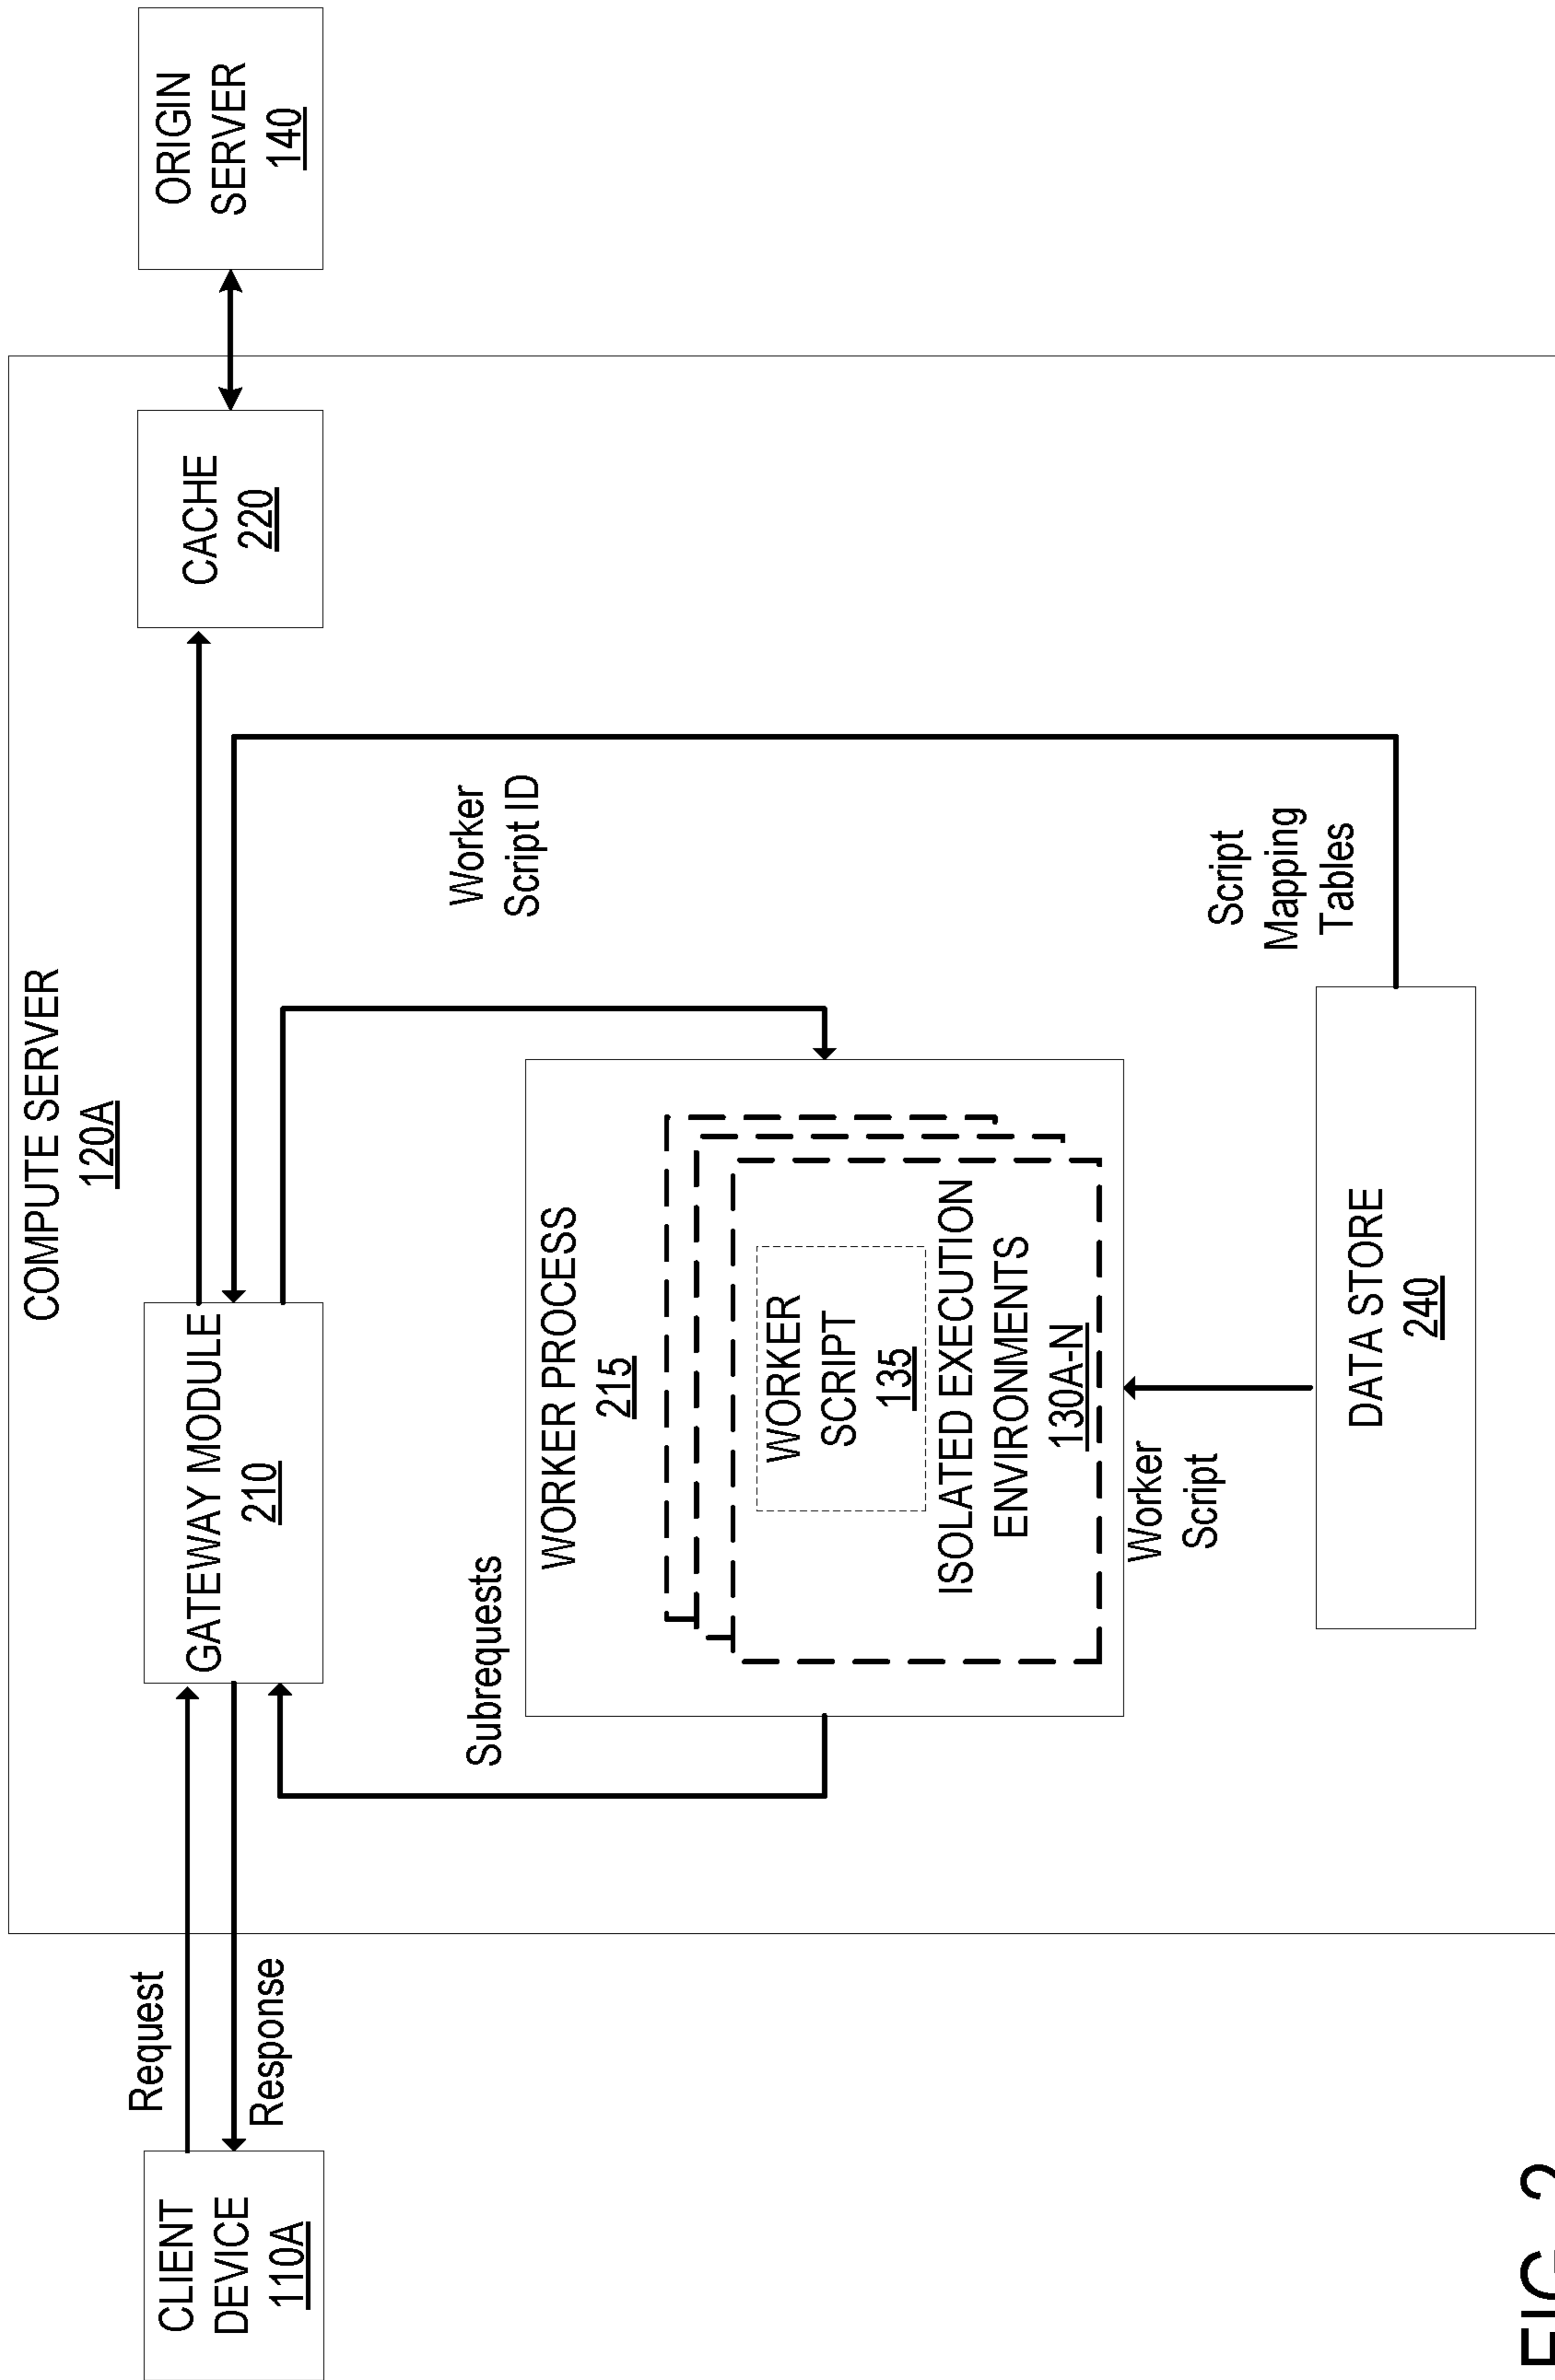 COMPUTE SERVER
120A
CLIENT
DEVICE
110A
Request
Response
GATEWAY MODULE
210
CACHE
220
ORIGIN
SERVER
140
Subrequests
Worker
Script ID
WORKER PROCESS
215
WORKER
SCRIPT
135
ISOLATED EXECUTION
ENVIRONMENTS
130A-N
Worker
Script
Script
Mapping
Tables
DATA STORE
240
FIG. 2